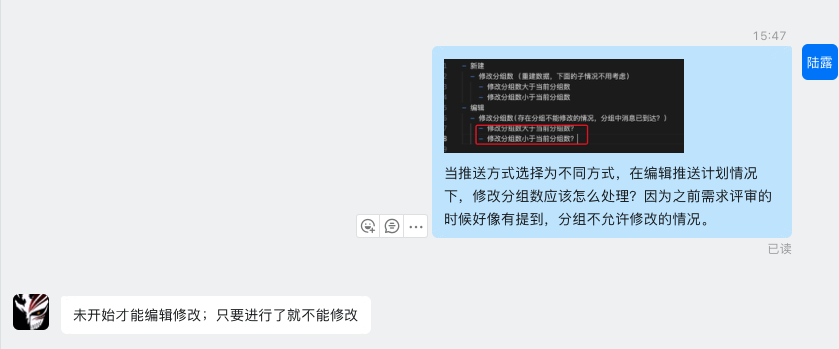 15:47
陆露
- 新建
- 修改分组数（重建数据，下面的子情况不用考虑）
- 修改分组数大于当前分组数
- 修改分组数小于当前分组数
- 编辑
- 修改分组数(存在分组不能修改的情况，分组中消息已到达？)
- 修改分组数大于当前分组数?
- 修改分组数小于当前分组数?
当推送方式选择为不同方式，在编辑推送计划情况
下，修改分组数应该怎么处理？因为之前需求评审的
时候好像有提到，分组不允许修改的情况。
已读
未开始才能编辑修改；只要进行了就不能修改